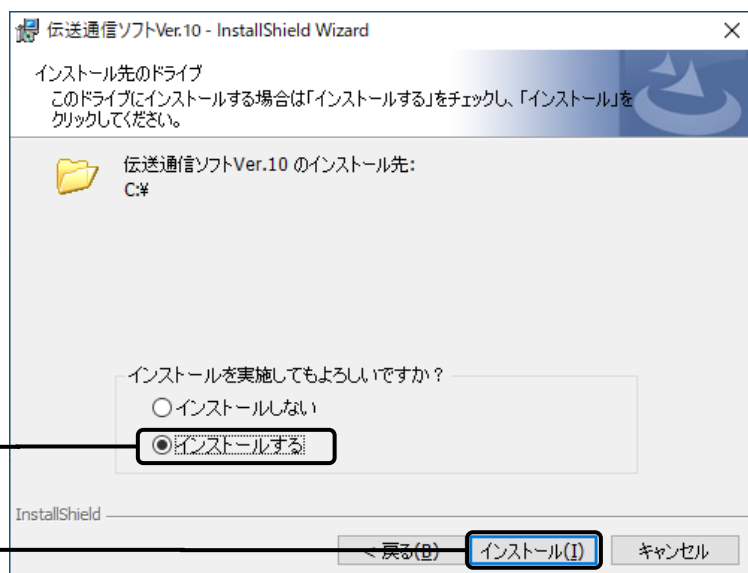 伝送通信ソフトVer.10 - InstallShield Wizard
インストール先のドライブ
このドライブにインストールする場合は「インストールする」をチェックし、「インストール」を
クリックしてください。
伝送通信ソフトVer.10 のインストール先:
C:¥
インストールを実施してもよろしいですか?
インストールしない
インストールする
InstallShield
< 戻る(B) インストール(I) キャンセル